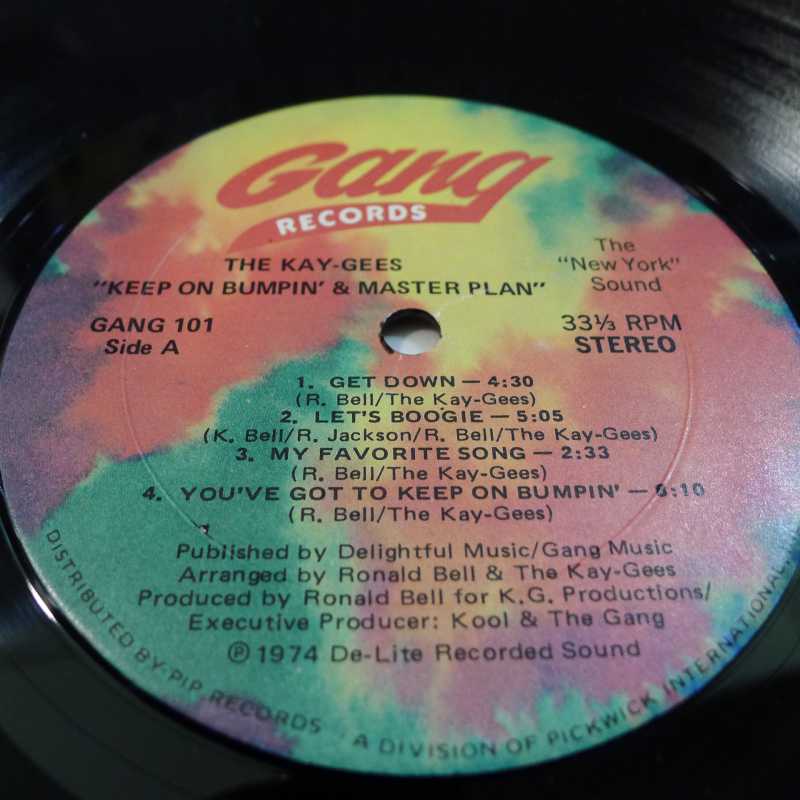 Gang
RECORDS
THE KAY-GEES
"KEEP ON BUMPIN' & MASTER PLAN"
The
"New York"
Sound
GANG 101
Side A
33⅓ RPM
STEREO
1. GET DOWN — 4:30
(R. Bell/The Kay-Gees)
2. LET'S BOOGIE — 5:05
(K. Bell/R. Jackson/R. Bell/The Kay-Gees)
3. MY FAVORITE SONG — 2:33
(R. Bell/The Kay-Gees)
4. YOU'VE GOT TO KEEP ON BUMPIN' — 6:10
(R. Bell/The Kay-Gees)
Published by Delightful Music/Gang Music
Arranged by Ronald Bell & The Kay-Gees
Produced by Ronald Bell for K.G. Productions/
Executive Producer: Kool & The Gang
℗ 1974 De-Lite Recorded Sound
DISTRIBUTED BY PIP RECORDS A DIVISION OF PICKWICK INTERNATIONAL,